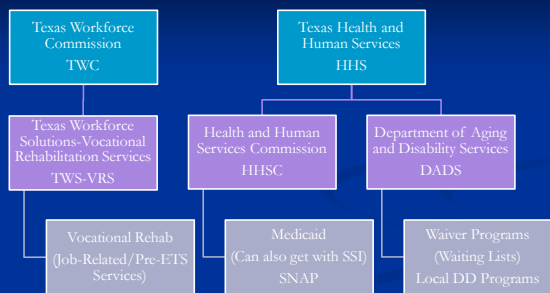 Texas Workforce
Commission
TWC
Texas Health and
Human Services
HHS
Texas Workforce
Solutions-Vocational
Rehabilitation Services
TWS-VRS
Health and Human
Services Commission
HHSC
Department of Aging
and Disability Services
DADS
Vocational Rehab
(Job-Related/Pre-ETS
Services)
Medicaid
(Can also get with SSI)
SNAP
Waiver Programs
(Waiting Lists)
Local DD Programs